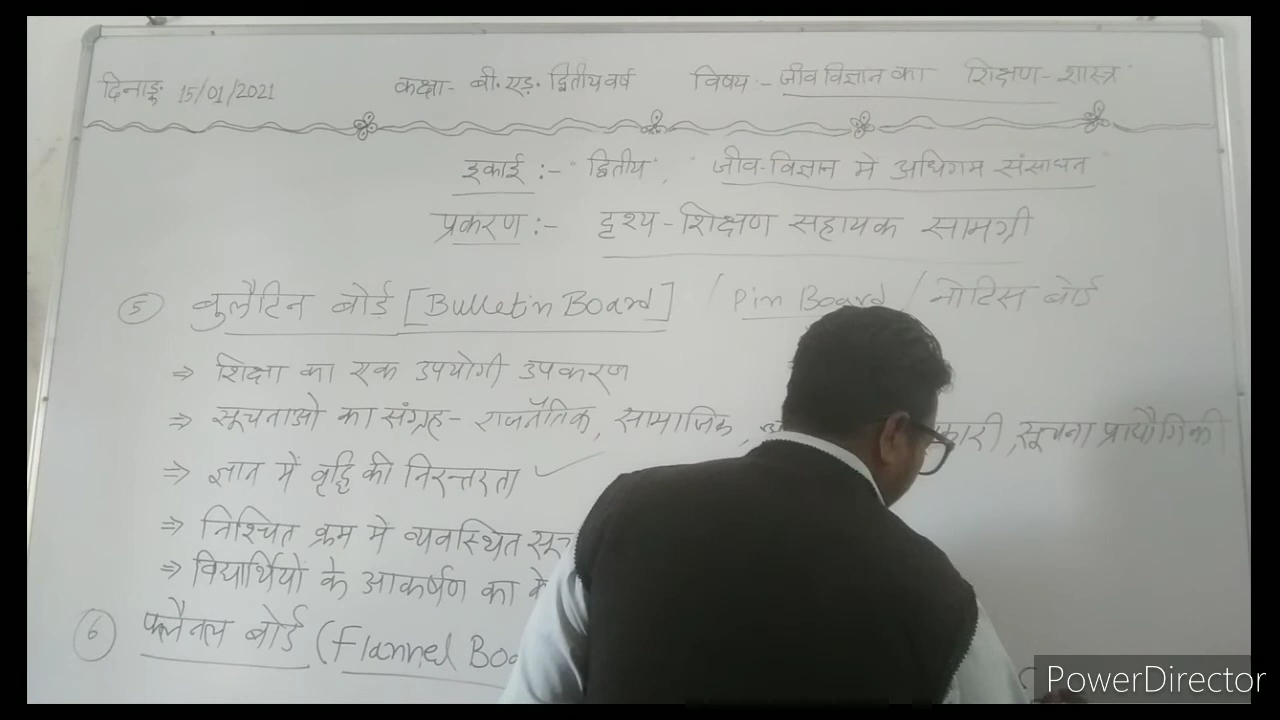 दिनाङ्क 15/01/2021 कक्षा- बी.एड़. द्वितीय वर्ष विषय:- जीव विज्ञान का शिक्षण-शास्त्र
इकाई :- "द्वितीय", "जीव-विज्ञान मे अधिगम संसाधन"
प्रकरण :- दृश्य-शिक्षण सहायक सामग्री
5 बुलैटिन बोर्ड [Bulletin Board] / Pin Board / नोटिस बोर्ड
⇒ शिक्षा का एक उपयोगी उपकरण
⇒ सूचनाओ का संग्रह- राजनैतिक, सामाजिक, कारी, सूचना प्रायौगिकी
⇒ ज्ञान में वृद्धि की निरन्तरता
⇒ निश्चित क्रम मे व्यवस्थित
⇒ विद्यार्थियों के आकर्षण का
6 फ्लैनल बोर्ड (Flannel
PowerDirector